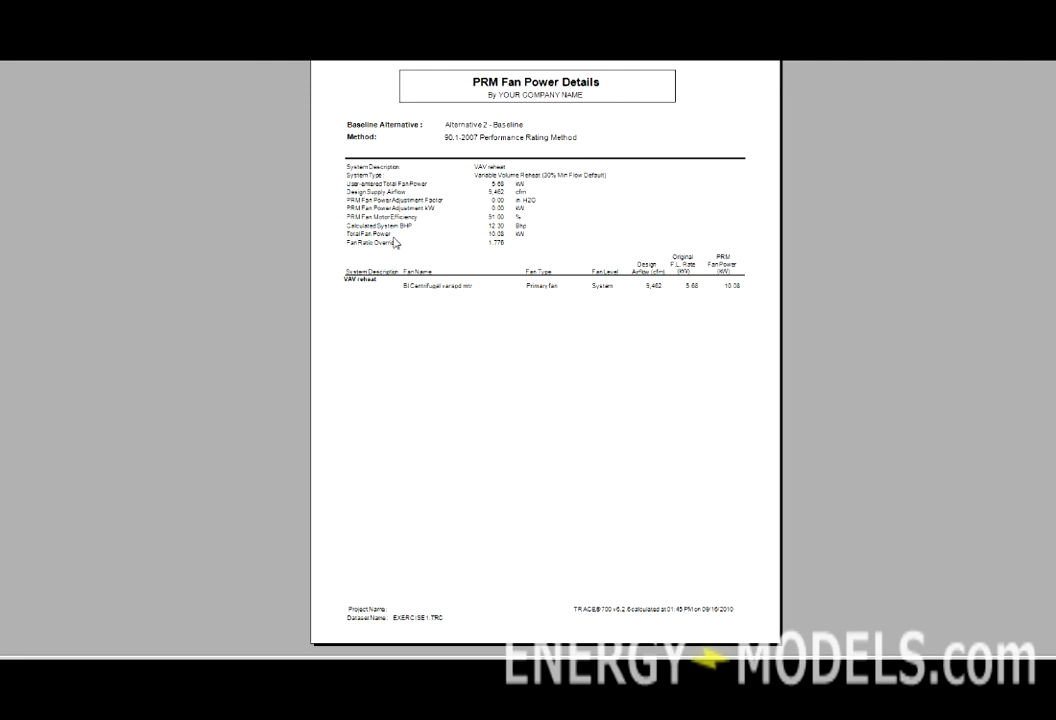 PRM Fan Power Details
By YOUR COMPANY NAME
Baseline Alternative : Alternative 2 - Baseline
Method: 90.1-2007 Performance Rating Method
System Description VAV reheat
System Type: Variable Volume Reheat (30% Min Flow Default)
User-entered Total Fan Power 5.68 kW
Design Supply Airflow 9,462 cfm
PRM Fan Power Adjustment Factor 0.00 in. H2O
PRM Fan Power Adjustment kW 0.00 kW
PRM Fan Motor Efficiency 91.00 %
Calculated System BHP 12.30 Bhp
Total Fan Power 10.08 kW
Fan Ratio Overri 1.776
Original PRM
Design F.L. Rate Fan Power
System Description Fan Name Fan Type Fan Level Airflow (cfm) (kW) (kW)
VAV reheat
BI Centrifugal var spd mtr Primary fan System 9,462 5.68 10.08
Project Name:
Dataset Name: EXERCISE1.TRC
TRACE® 700 v6.2.6 calculated at 01:45 PM on 09/16/2010
ENERGY MODELS.com